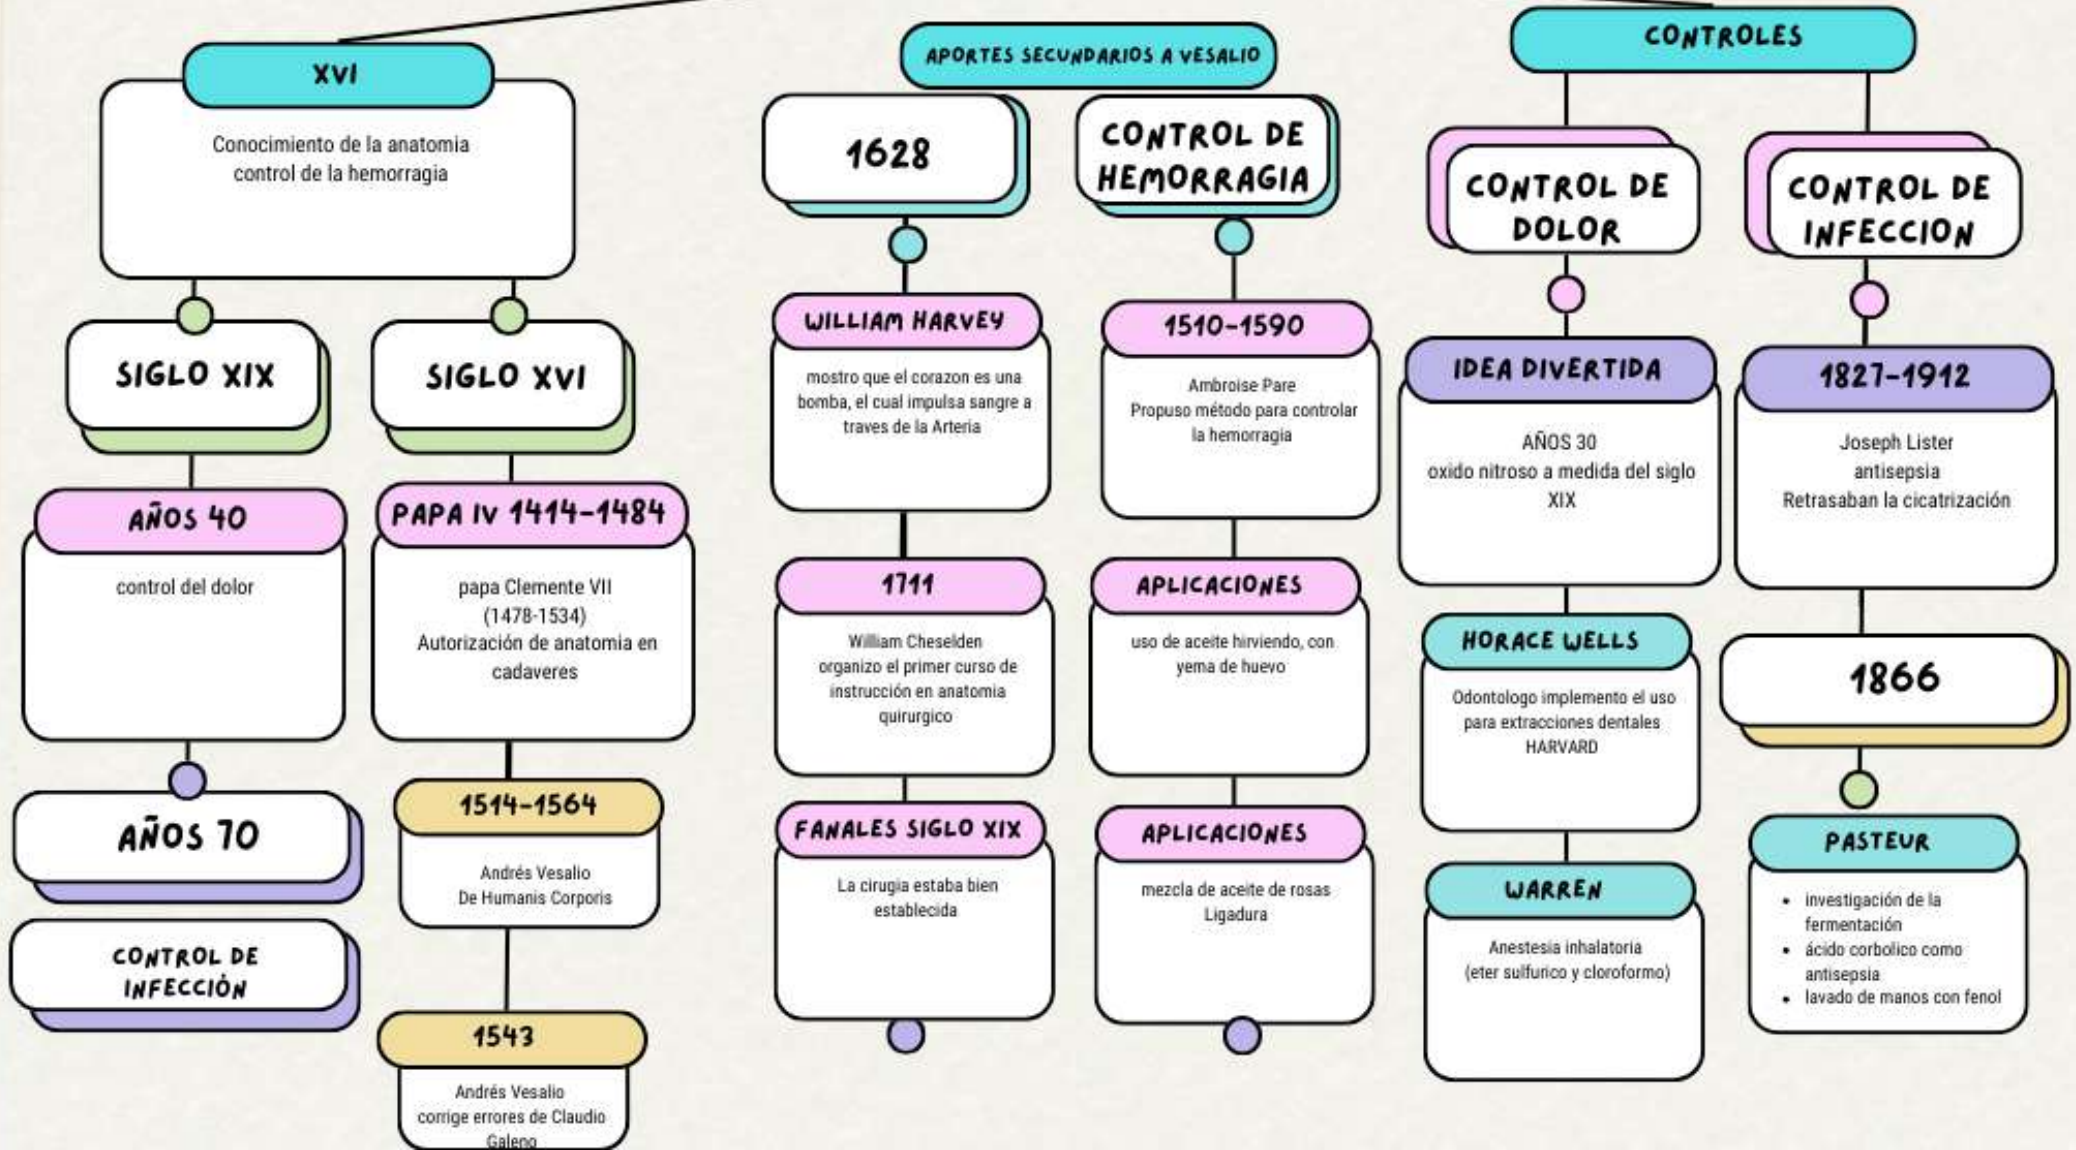 XVI
Conocimiento de la anatomia
control de la hemorragia
SIGLO XIX
AÑOS 40
control del dolor
AÑOS 70
CONTROL DE
INFECCIÓN
SIGLO XVI
PAPA IV 1414-1484
papa Clemente VII
(1478-1534)
Autorización de anatomia en
cadaveres
1514-1564
Andrés Vesalio
De Humanis Corporis
1543
Andrés Vesalio
corrige errores de Claudio
Galeno
APORTES SECUNDARIOS A VESALIO
1628
WILLIAM HARVEY
mostro que el corazon es una
bomba, el cual impulsa sangre a
traves de la Arteria
1711
William Cheselden
organizo el primer curso de
instrucción en anatomia
quirurgico
FANALES SIGLO XIX
La cirugia estaba bien
establecida
CONTROL DE
HEMORRAGIA
1510-1590
Ambroise Pare
Propuso método para controlar
la hemorragia
APLICACIONES
uso de aceite hirviendo, con
yema de huevo
APLICACIONES
mezcla de aceite de rosas
Ligadura
CONTROLES
CONTROL DE
DOLOR
IDEA DIVERTIDA
AÑOS 30
oxido nitroso a medida del siglo
XIX
HORACE WELLS
Odontologo implemento el uso
para extracciones dentales
HARVARD
WARREN
Anestesia inhalatoria
(eter sulfurico y cloroformo)
CONTROL DE
INFECCION
1827-1912
Joseph Lister
antisepsia
Retrasaban la cicatrización
1866
PASTEUR
• investigación de la
fermentación
• ácido corbolico como
antisepsia
• lavado de manos con fenol